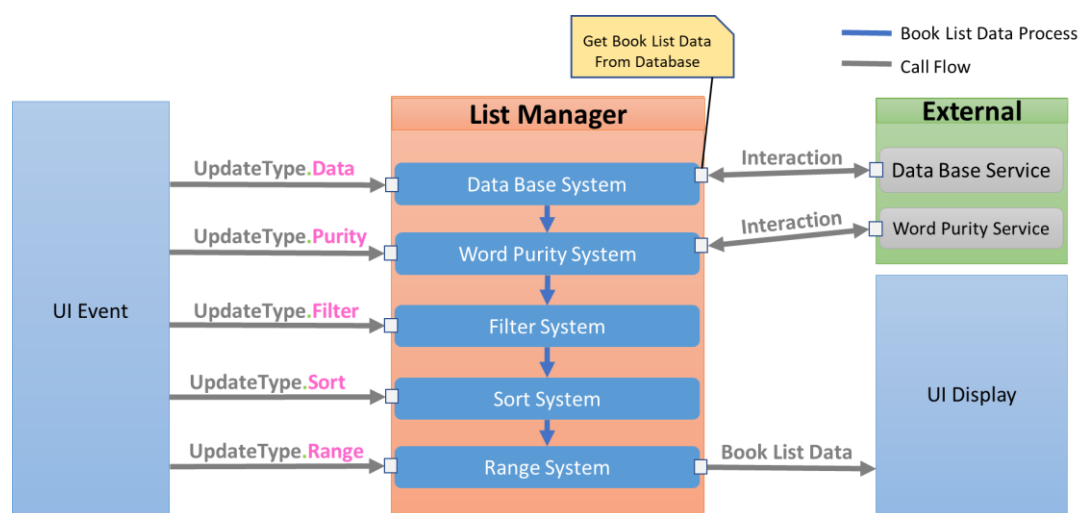 Get Book List Data
From Database
Book List Data Process
Call Flow
List Manager
External
UpdateType.Data
Data Base System
Interaction
Data Base Service
UpdateType.Purity
Word Purity System
Interaction
Word Purity Service
UI Event
UpdateType.Filter
Filter System
UpdateType.Sort
Sort System
UI Display
UpdateType.Range
Range System
Book List Data